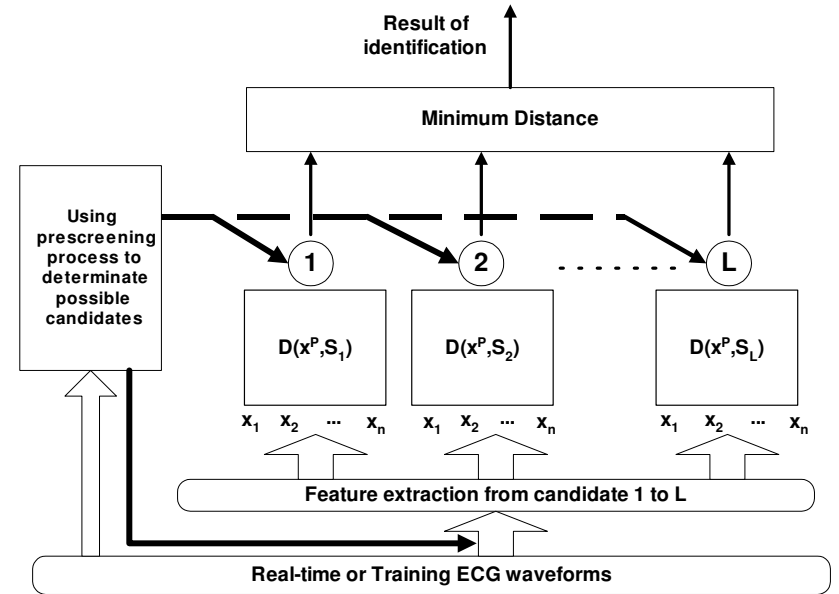 Result of
identification
Minimum Distance
Using
prescreening
process to
determinate
possible
candidates
1
2
. . . . . . . .
L
D(x^P,S_1)
D(x^P,S_2)
D(x^P,S_L)
x_1 x_2 ... x_n
x_1 x_2 ... x_n
x_1 x_2 ... x_n
Feature extraction from candidate 1 to L
Real-time or Training ECG waveforms